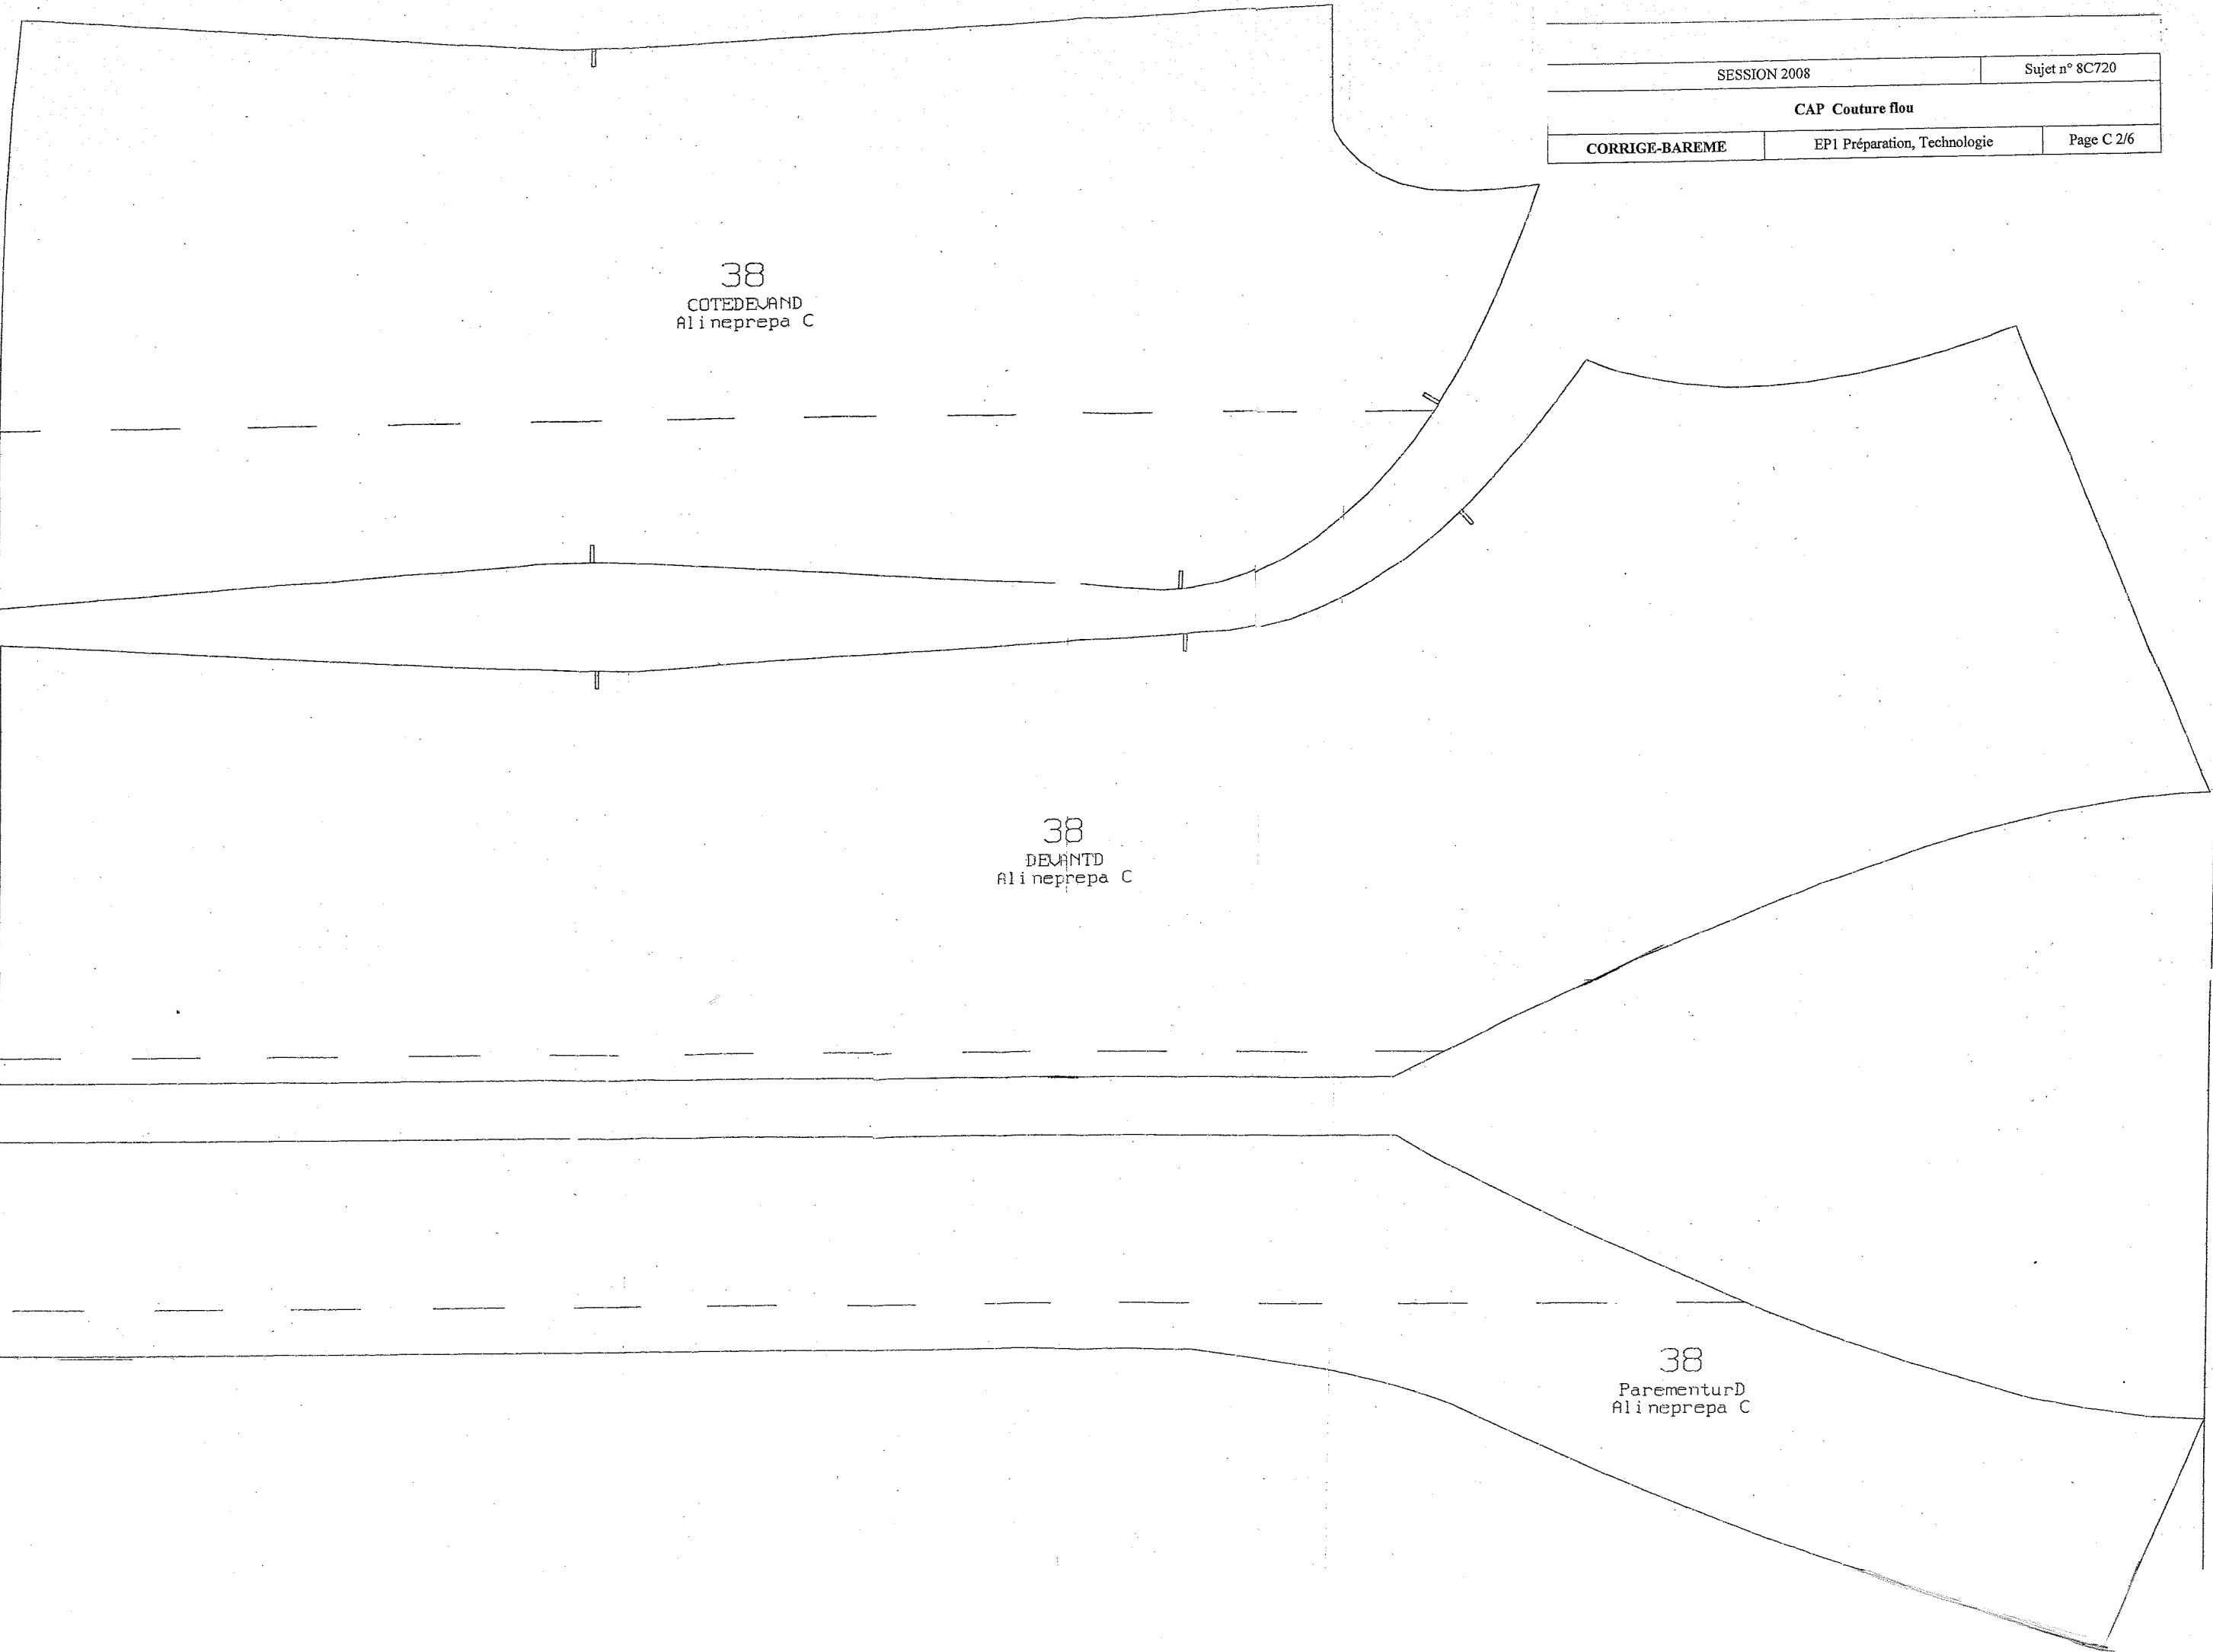 SESSION 2008
Sujet n° 8C720
CAP Couture flou
CORRIGE-BAREME
EP1 Préparation, Technologie
Page C 2/6
38
COTEDEVAND
Alineprepa C
38
DEVANTD
Alineprepa C
38
ParementurD
Alineprepa C